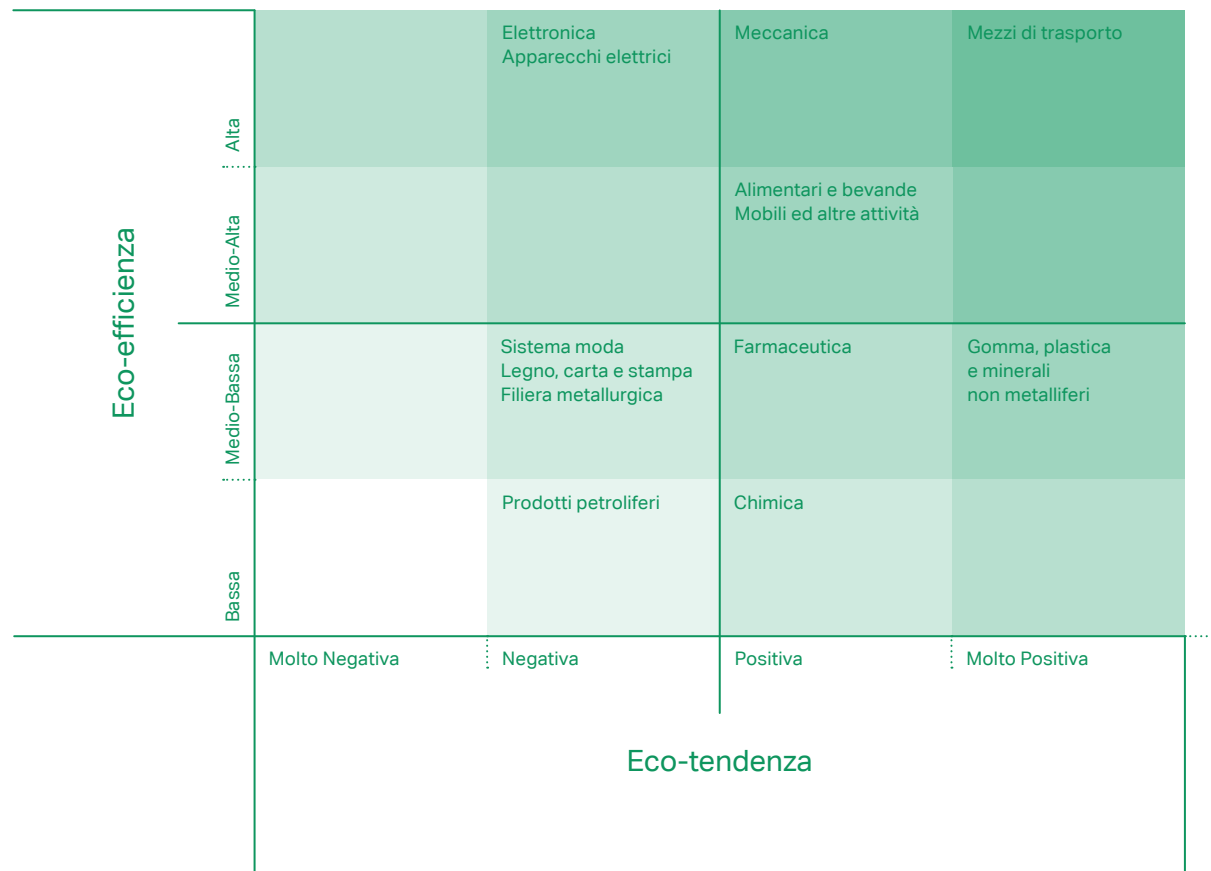 Eco-efficienza
Alta
Elettronica
Apparecchi elettrici
Meccanica
Mezzi di trasporto
Medio-Alta
Alimentari e bevande
Mobili ed altre attività
Medio-Bassa
Sistema moda
Legno, carta e stampa
Filiera metallurgica
Farmaceutica
Gomma, plastica
e minerali
non metalliferi
Bassa
Prodotti petroliferi
Chimica
Molto Negativa
Negativa
Positiva
Molto Positiva
Eco-tendenza